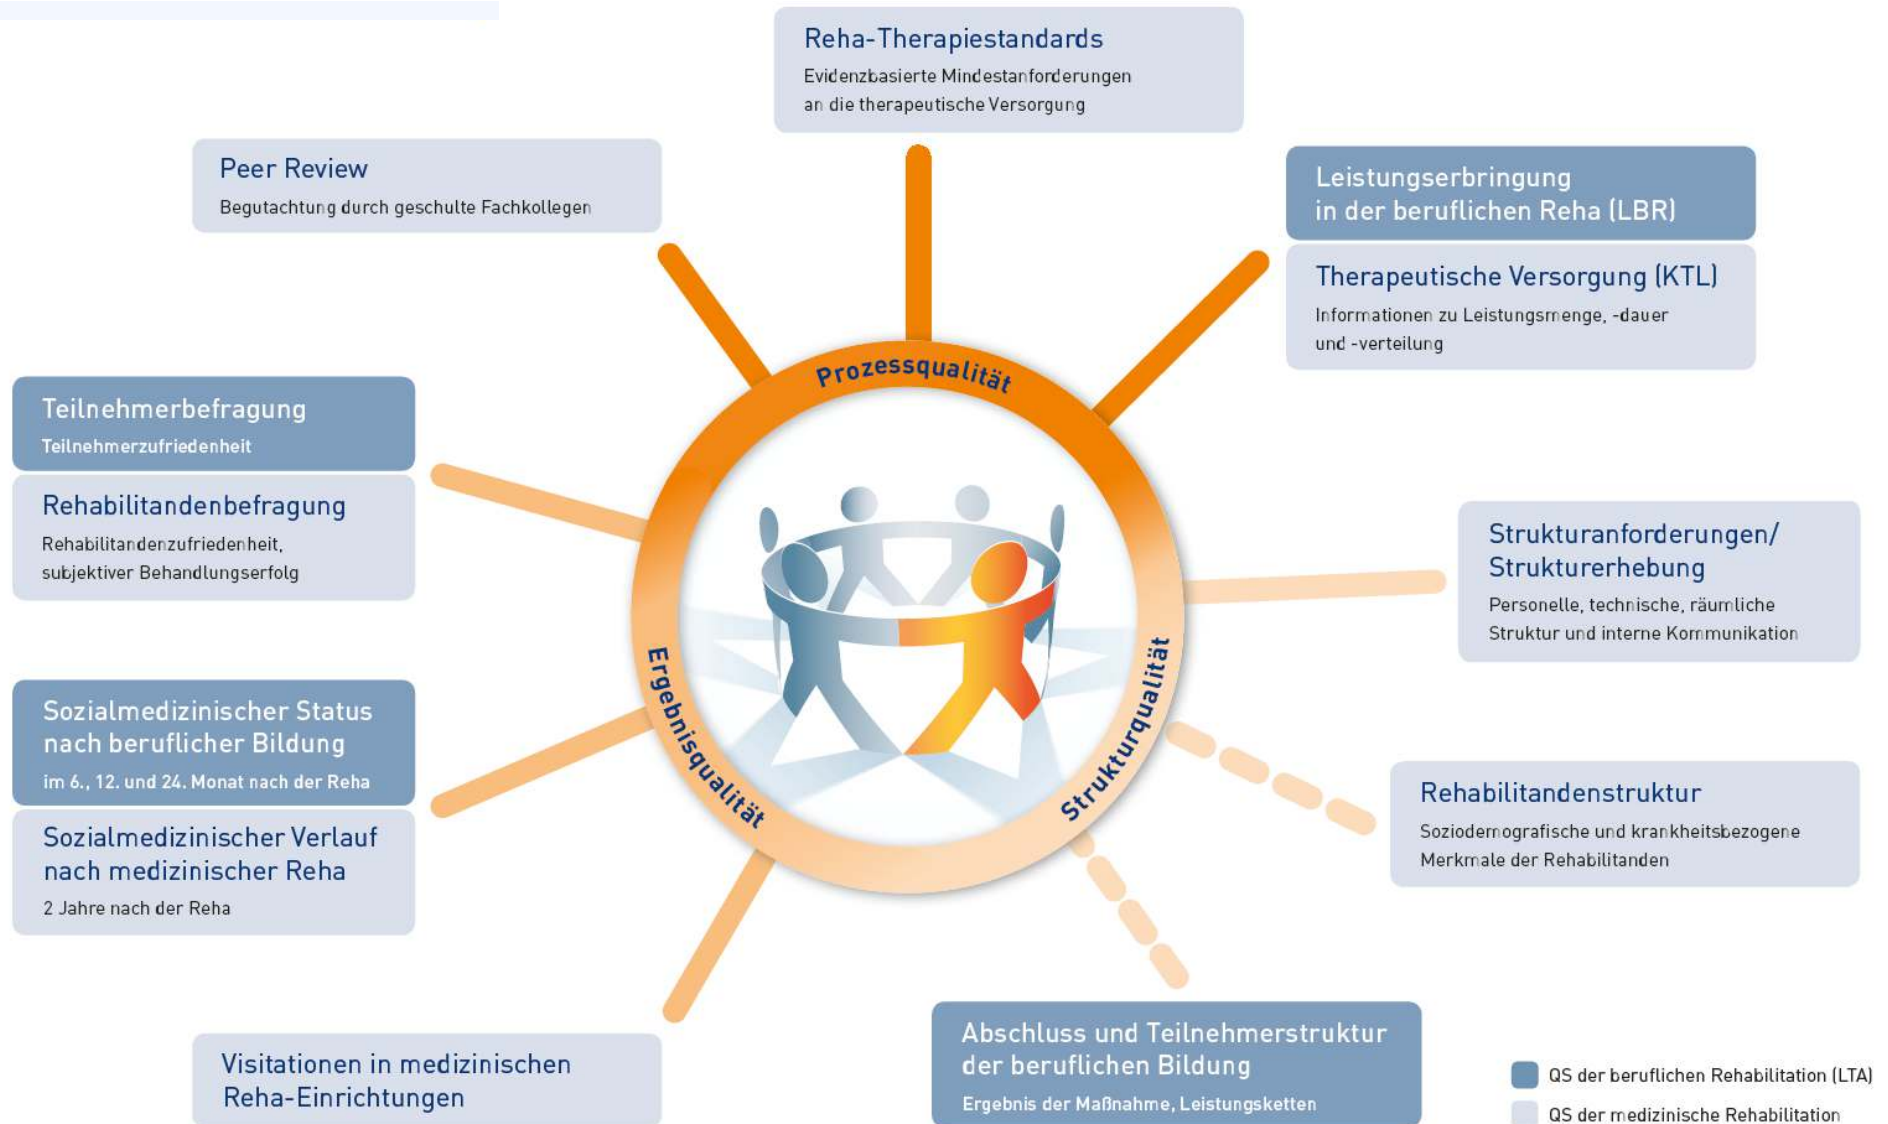 Reha-Therapiestandards
Evidenzbasierte Mindestanforderungen
an die therapeutische Versorgung
Peer Review
Begutachtung durch geschulte Fachkollegen
Leistungserbringung
in der beruflichen Reha (LBR)
Therapeutische Versorgung (KTL)
Informationen zu Leistungsmenge, -dauer
und -verteilung
Prozessqualität
Teilnehmerbefragung
Teilnehmerzufriedenheit
Rehabilitandenbefragung
Rehabilitandenzufriedenheit,
subjektiver Behandlungserfolg
Strukturanforderungen/
Strukturerhebung
Personelle, technische, räumliche
Struktur und interne Kommunikation
Ergebnisqualität
Strukturqualität
Sozialmedizinischer Status
nach beruflicher Bildung
im 6., 12. und 24. Monat nach der Reha
Sozialmedizinischer Verlauf
nach medizinischer Reha
2 Jahre nach der Reha
Rehabilitandenstruktur
Soziodemografische und krankheitsbezogene
Merkmale der Rehabilitanden
Visitationen in medizinischen
Reha-Einrichtungen
Abschluss und Teilnehmerstruktur
der beruflichen Bildung
Ergebnis der Maßnahme, Leistungsketten
QS der beruflichen Rehabilitation (LTA)
QS der medizinische Rehabilitation